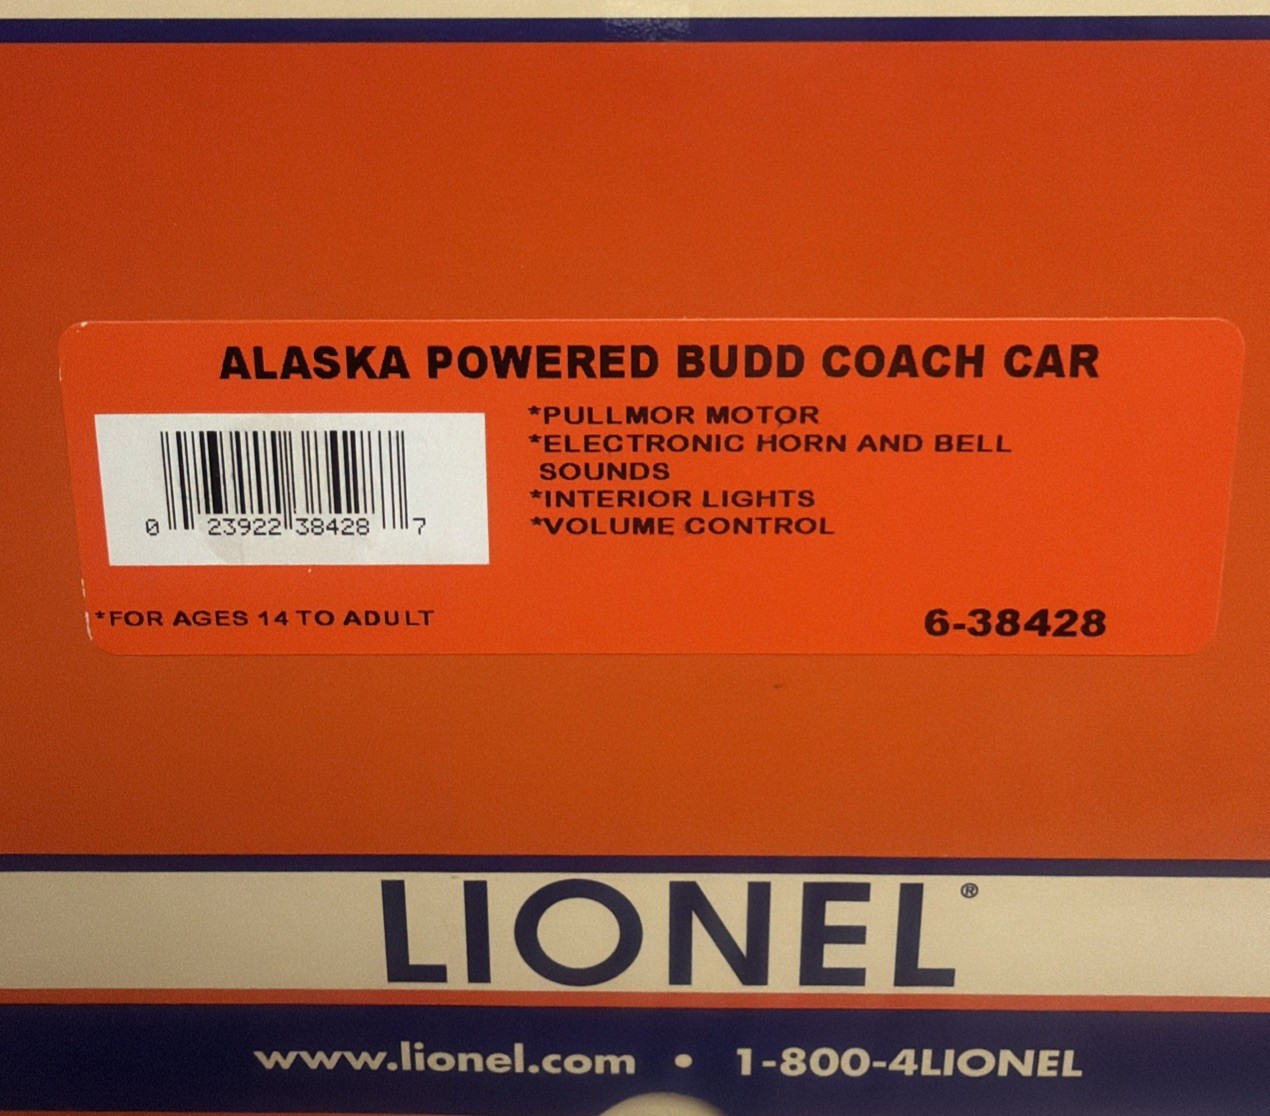 ALASKA POWERED BUDD COACH CAR
*PULLMOR MOTOR
*ELECTRONIC HORN AND BELL
SOUNDS
*INTERIOR LIGHTS
*VOLUME CONTROL
0 23922 38428 7
*FOR AGES 14 TO ADULT
6-38428
LIONEL®
www.lionel.com • 1-800-4LIONEL